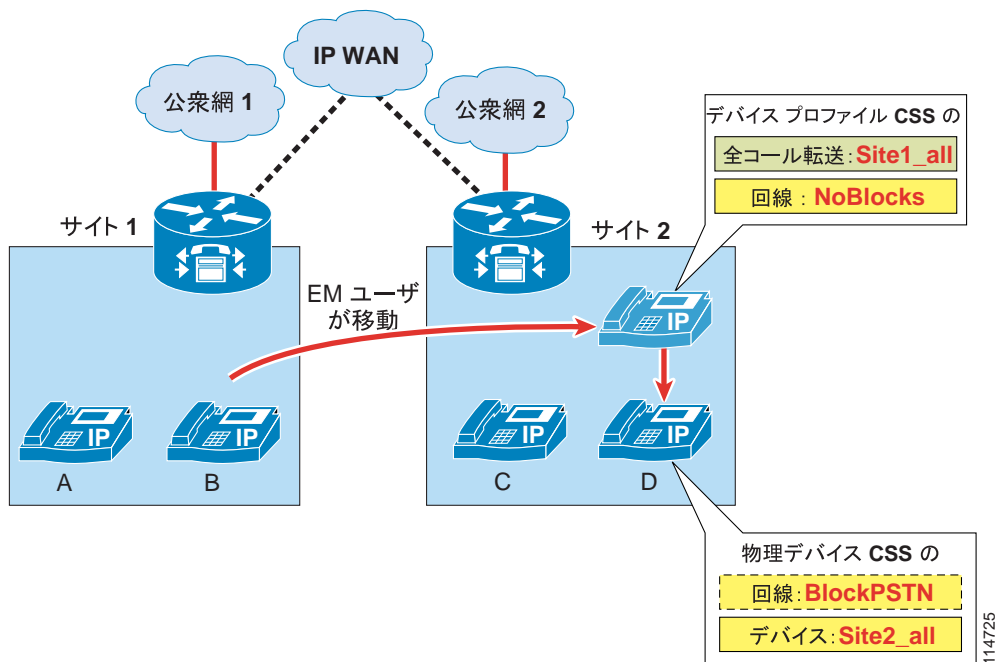 IP WAN
公衆網 1
公衆網 2
デバイス プロファイル CSS の
全コール転送：Site1_all
回線 ： NoBlocks
サイト 1
サイト 2
EM ユーザ
が移動
IP
IP
IP
IP
IP
A
B
C
D
物理デバイス CSS の
回線：BlockPSTN
デバイス：Site2_all
114725